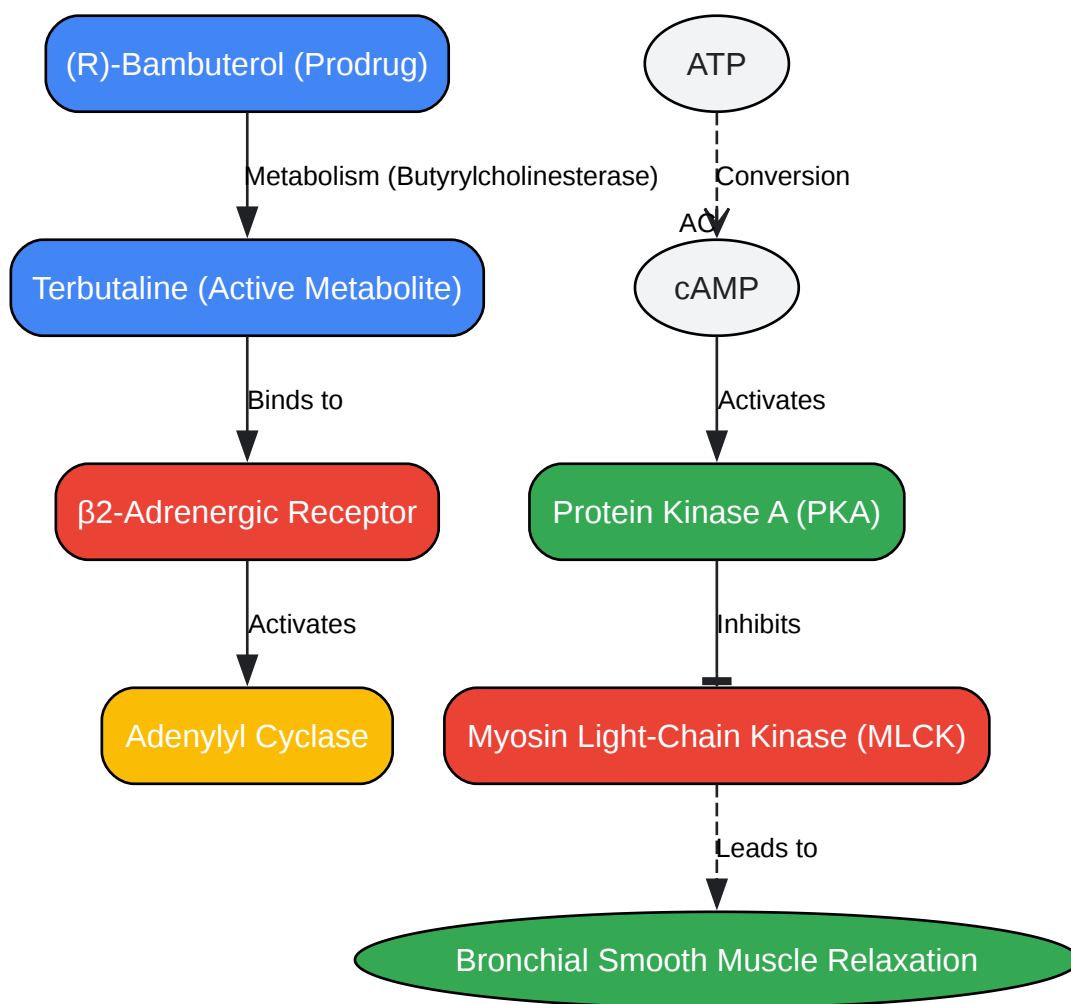 (R)-Bambuterol (Prodrug)
Metabolism (Butyrylcholinesterase)
Terbutaline (Active Metabolite)
Binds to
β2-Adrenergic Receptor
Activates
Adenylyl Cyclase
ATP
Conversion
AC
cAMP
Activates
Protein Kinase A (PKA)
Inhibits
Myosin Light-Chain Kinase (MLCK)
Leads to
Bronchial Smooth Muscle Relaxation